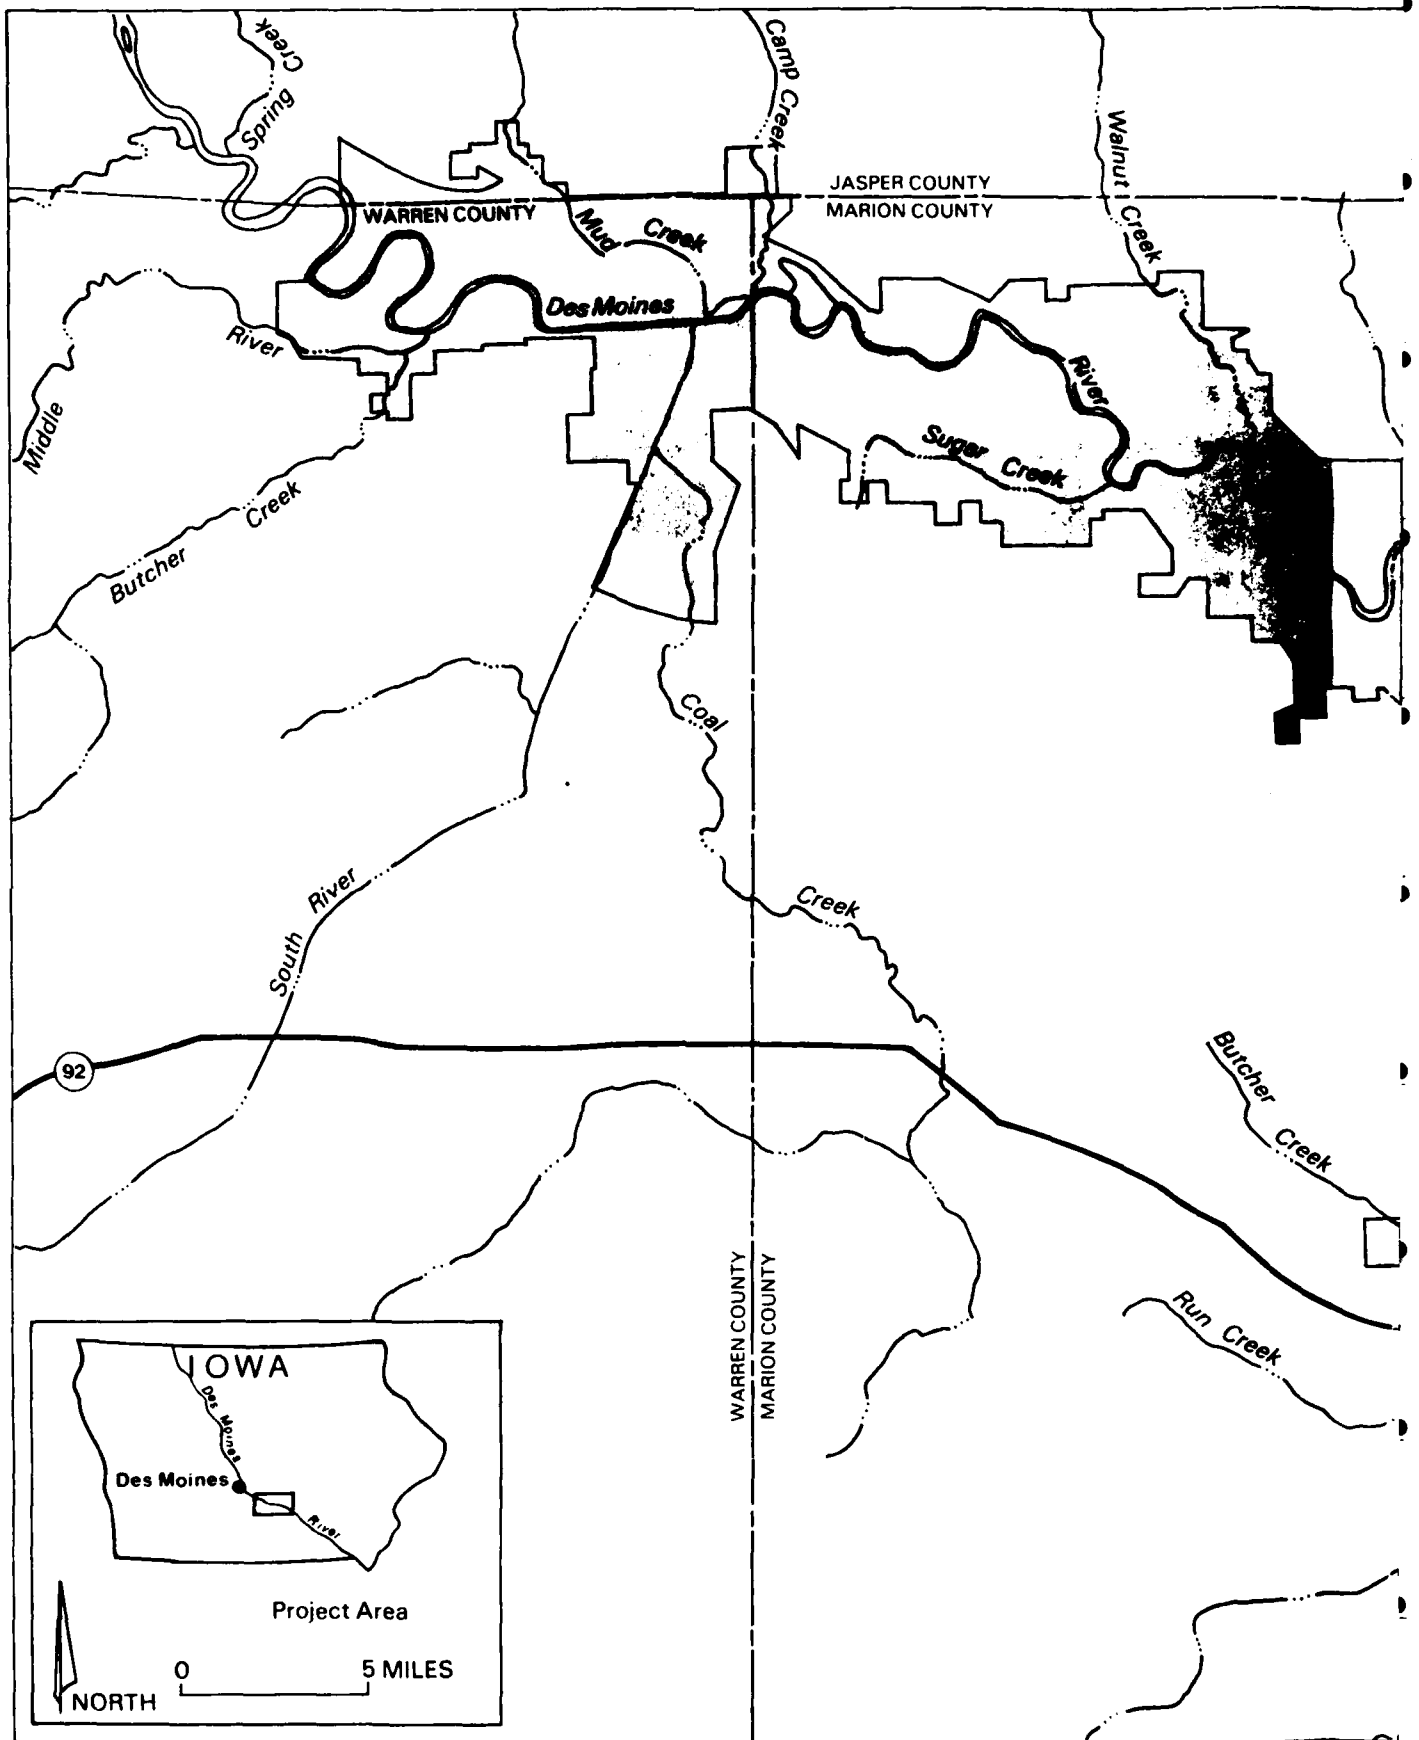 Spring Creek
Camp Creek
Walnut Creek
JASPER COUNTY
MARION COUNTY
WARREN COUNTY
Mud Creek
Des Moines River
Middle River
Sugar Creek
Butcher Creek
Coal Creek
South River
92
Butcher Creek
Run Creek
WARREN COUNTY
MARION COUNTY
IOWA
Des Moines River
Des Moines
Project Area
0 5 MILES
NORTH